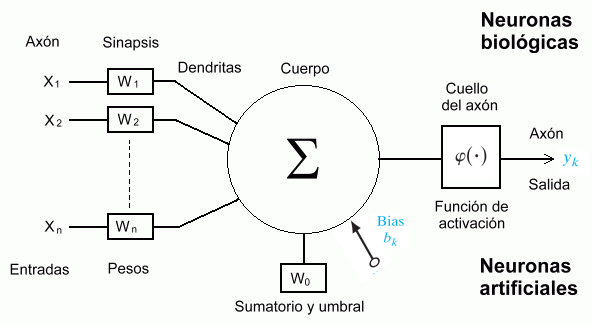 Neuronas
biológicas
Axón
Sinapsis
Dendritas
Cuerpo
Cuello
del axón
X1
W1
X2
W2
Σ
φ(·)
Axón
yk
Salida
Xn
Wn
Bias
bk
Función de
activación
Entradas
Pesos
W0
Sumatorio y umbral
Neuronas
artificiales